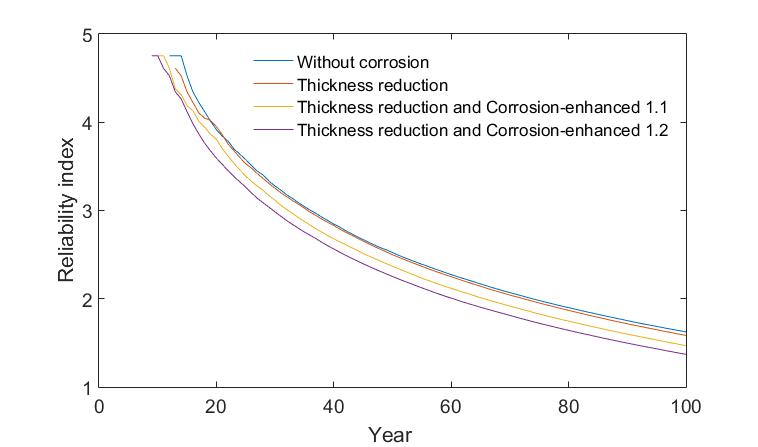 5
4
3
2
1
Reliability index
Without corrosion
Thickness reduction
Thickness reduction and Corrosion-enhanced 1.1
Thickness reduction and Corrosion-enhanced 1.2
0
20
40
60
80
100
Year